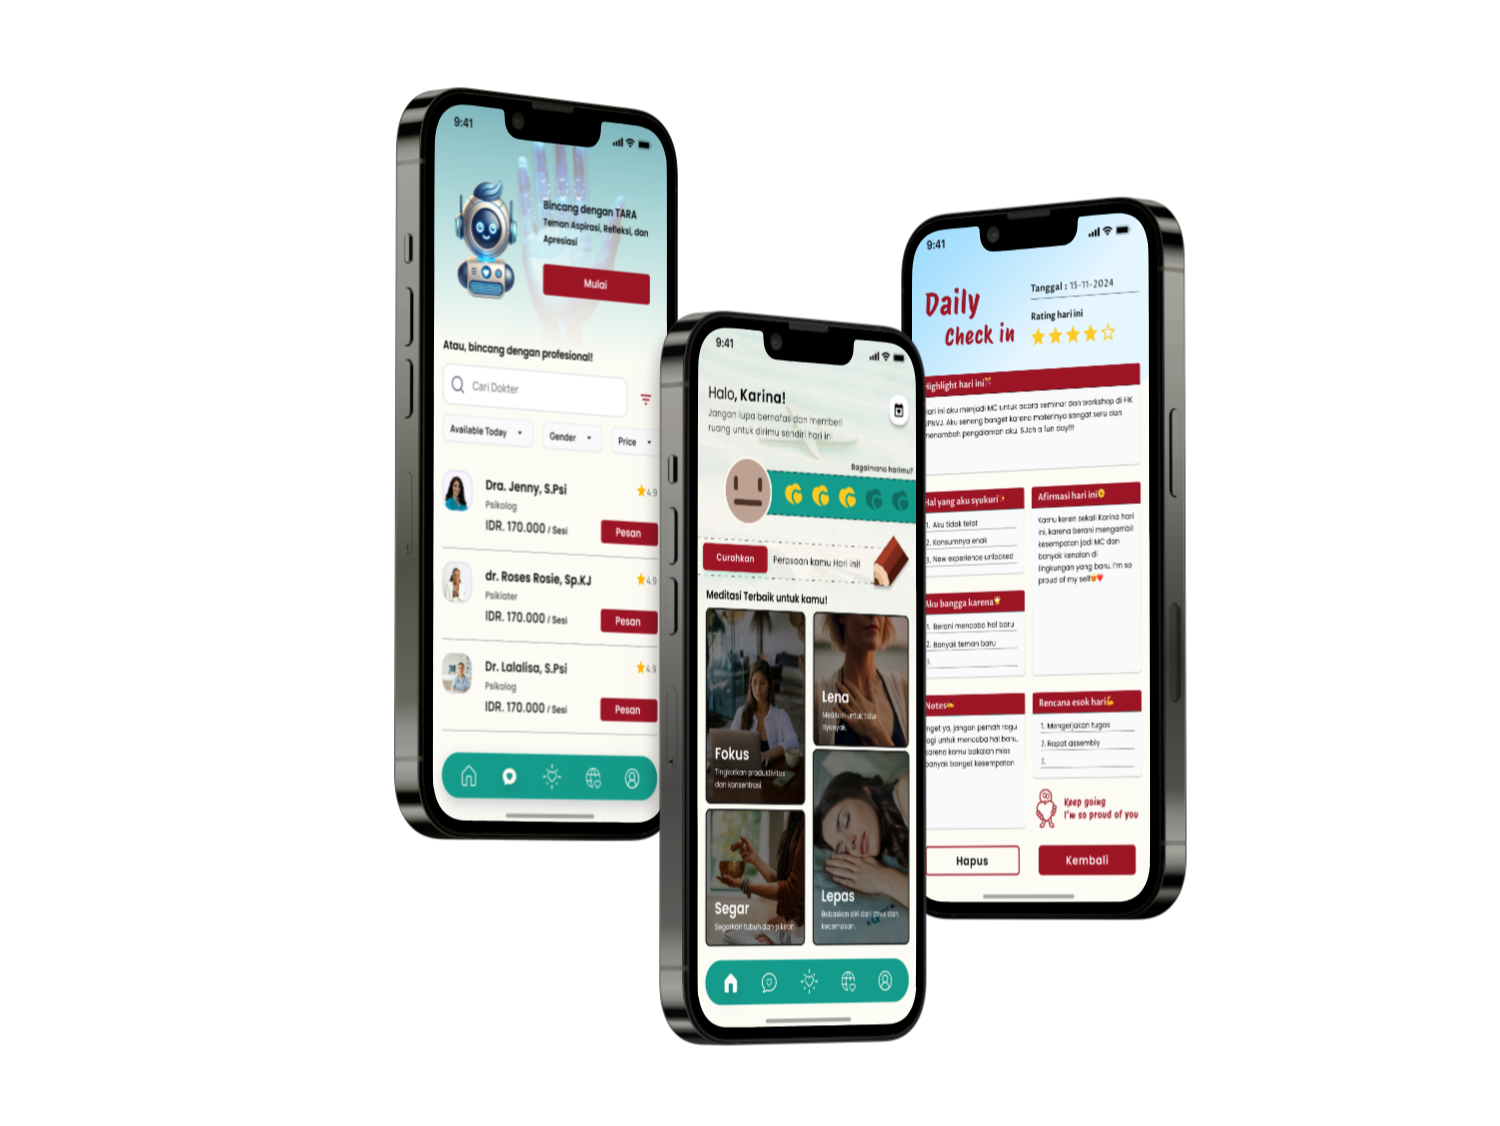 9:41
Bincang dengan TARA
Teman Aspirasi, Refleksi, dan
Apresiasi
Mulai
Atau, bincang dengan profesional!
Cari Dokter
Available Today
Gender
Price
Dra. Jenny, S.Psi
4.9
Psikolog
IDR. 170.000 / Sesi
Pesan
dr. Roses Rosie, Sp.KJ
4.9
Psikiater
IDR. 170.000 / Sesi
Pesan
Dr. Lalalisa, S.Psi
4.9
Psikolog
IDR. 170.000 / Sesi
Pesan
9:41
Halo, Karina!
Jangan lupa bernafas dan memberi
ruang untuk dirimu sendiri hari ini
Bagaimana harimu?
Curahkan
Perasaan kamu Hari ini!
Meditasi Terbaik untuk kamu!
Fokus
Tingkatkan produktivitas
dan konsentrasi.
Lena
Meditasi untuk tidur
nyenyak.
Segar
Segarkan tubuh dan pikiran.
Lepas
Bebaskan diri dari stres dan
kecemasan.
9:41
Daily
Check in
Tanggal : 15-11-2024
Rating hari ini
Highlight hari ini
Hari ini aku menjadi MC untuk acara seminar dan workshop di FIK
UPNVJ. Aku seneng banget karena materinya sangat seru dan
menambah pengalaman aku. Such a fun day!!!
Hal yang aku syukuri
1. Aku tidak telat
2. Konsumnya enak
3. New experience unlocked
Afirmasi hari ini
Kamu keren sekali Karina hari
ini, karena berani mengambil
kesempatan jadi MC dan
banyak kenalan di
lingkungan yang baru. I'm so
proud of my self
Aku bangga karena
1. Berani mencoba hal baru
2. Banyak teman baru
3.
Notes
Inget ya, jangan pernah ragu
lagi untuk mencoba hal baru,
karena kamu bakalan miss
banyak banget kesempatan
Rencana esok hari
1. Mengerjakan tugas
2. Rapat assembly
3.
Keep going
I'm so proud of you
Hapus
Kembali